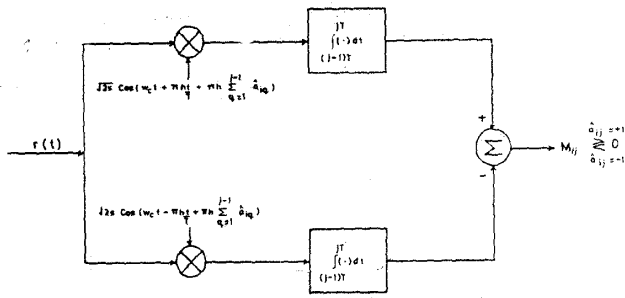 jT
∫(·)dt
(j-1)T
√2s Cos(w_c t + πht/T + πh Σ_{q=1}^{j-1} â_iq)
r(t)
+
Σ
-
M_ij ≷ 0
â_ij = +1
â_ij = -1
√2s Cos(w_c t - πht/T + πh Σ_{q=1}^{j-1} â_iq)
jT
∫(·)dt
(j-1)T